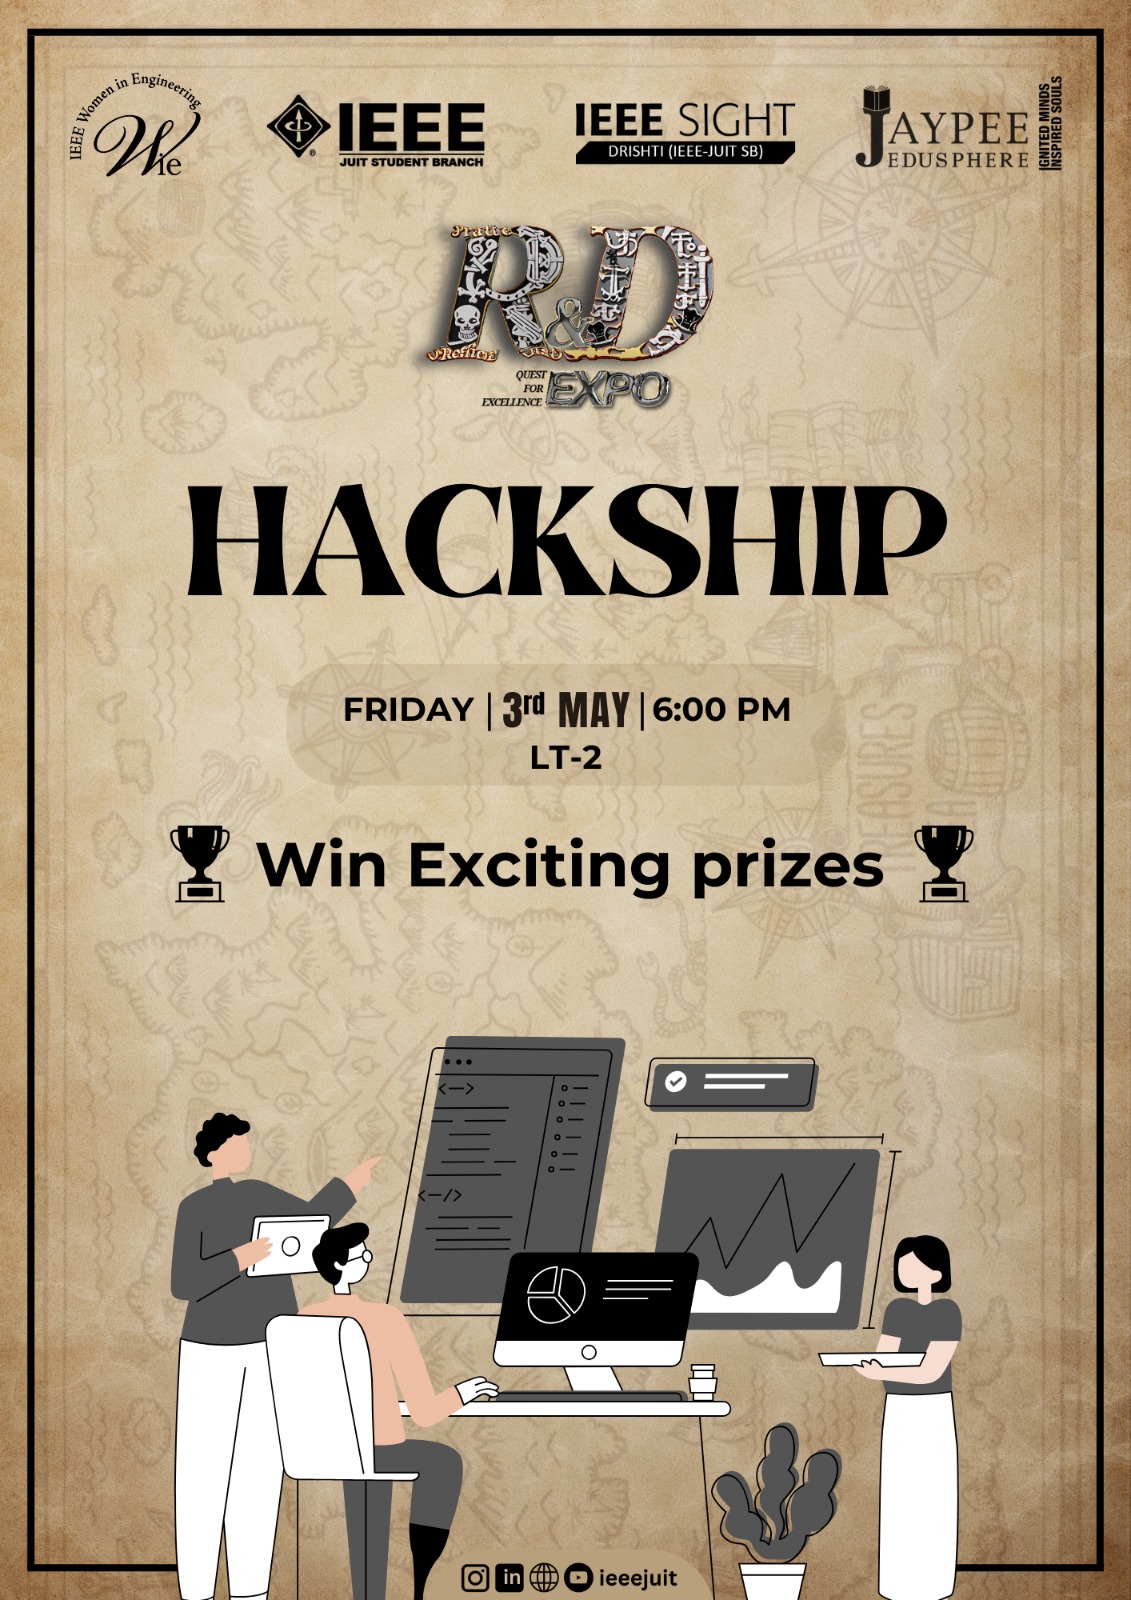 IEEE Women in Engineering
Wie
IEEE
JUIT STUDENT BRANCH
IEEE SIGHT
DRISHTI (IEEE-JUIT SB)
JAYPEE
EDUSPHERE
IGNITED MINDS
INSPIRED SOULS
R&D
QUEST
FOR
EXCELLENCE
EXPO
HACKSHIP
FRIDAY | 3rd MAY | 6:00 PM
LT-2
Win Exciting prizes
ieeejuit